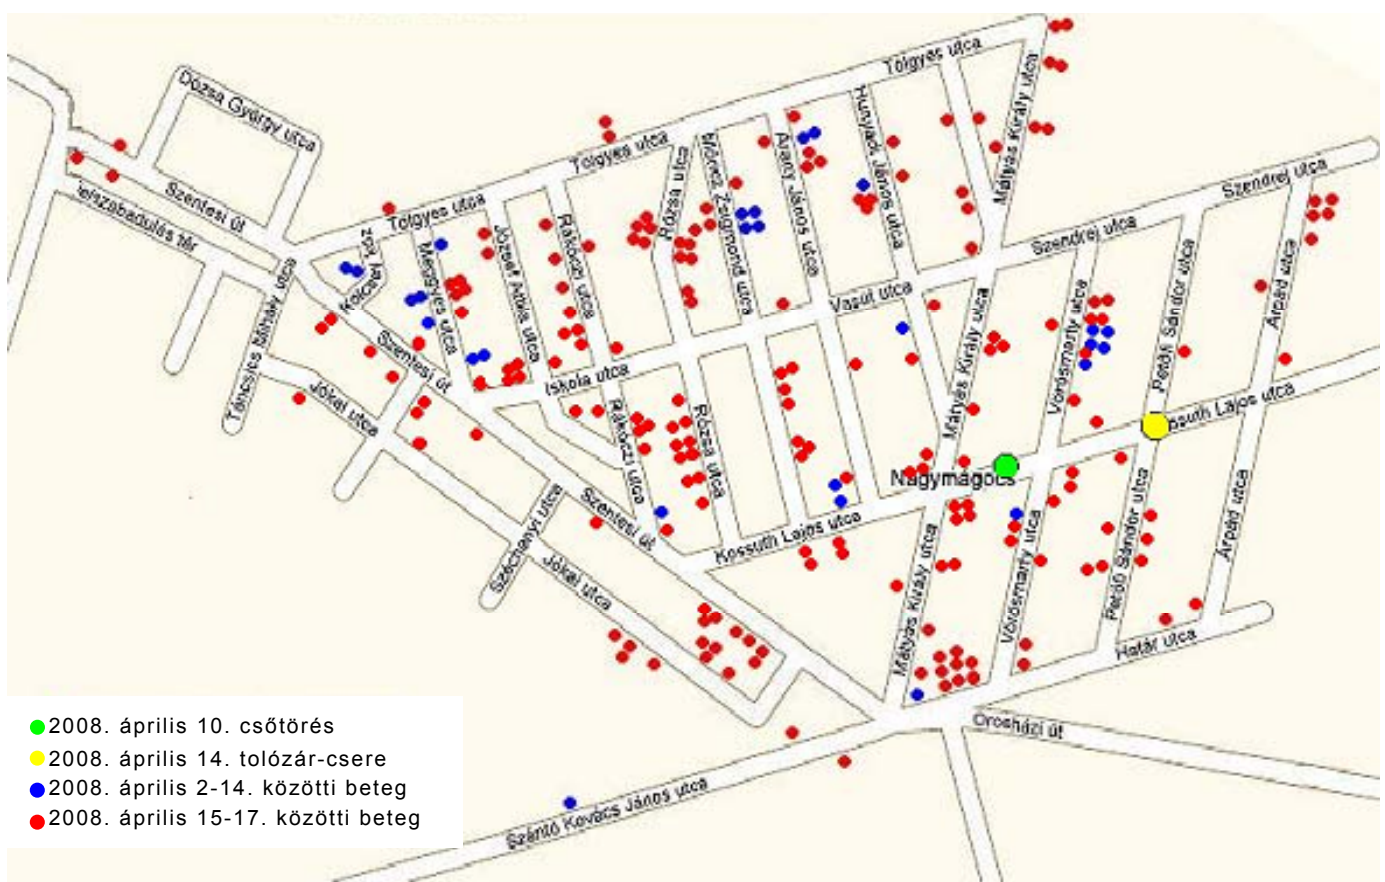 Tölgyes utca
Dózsa György utca
Mátyás Király utca
Hunyadi János utca
Tölgyes utca
Arany János utca
Móricz Zsigmond utca
Rózsa utca
Szendrei utca
Szentesi út
felszabadulás tér
Tölgyes utca
Rákóczi utca
József Attila utca
Meggyes utca
Szendrei utca
Árpád utca
Petőfi Sándor utca
Táncsics Mihály utca
Vasút utca
Vörösmarty utca
Mátyás Király utca
Szentesi út
Iskola utca
Jókai utca
Rákóczi utca
Rózsa utca
Kossuth Lajos utca
Nagymágocs
Árpád utca
Petőfi Sándor utca
Vörösmarty utca
Mátyás Király utca
Szentesi út
Kossuth Lajos utca
Széchenyi utca
Jókai utca
Határ utca
Orosházi út
Szántó Kovács János utca
2008. április 10. csőtörés
2008. április 14. tolózár-csere
2008. április 2-14. közötti beteg
2008. április 15-17. közötti beteg